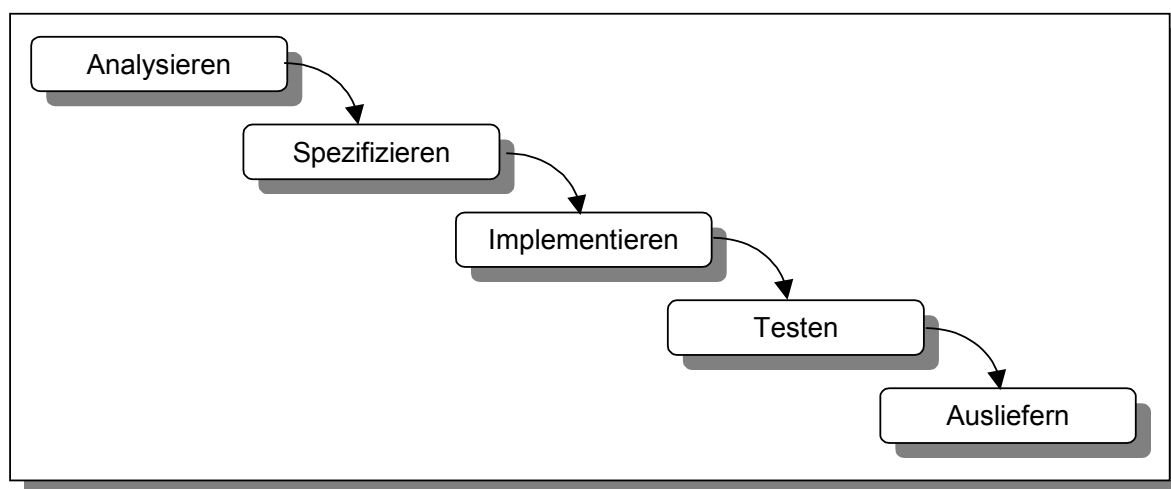 Analysieren
Spezifizieren
Implementieren
Testen
Ausliefern